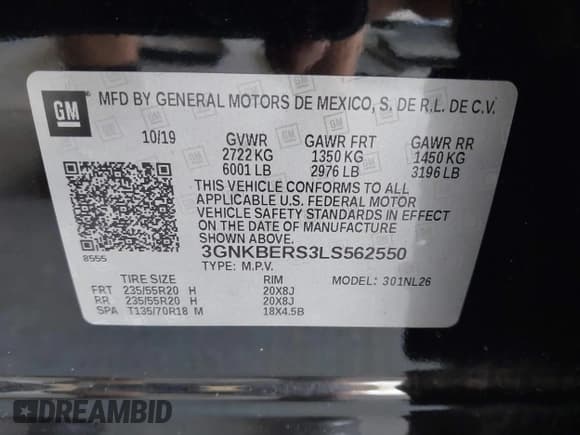 GM
MFD BY GENERAL MOTORS DE MEXICO, S. DE R.L. DE C.V.
10/19 GVWR GAWR FRT GAWR RR
2722 KG 1350 KG 1450 KG
6001 LB 2976 LB 3196 LB
THIS VEHICLE CONFORMS TO ALL
APPLICABLE U.S. FEDERAL MOTOR
VEHICLE SAFETY STANDARDS IN EFFECT
ON THE DATE OF MANUFACTURE
SHOWN ABOVE.
3GNKBERS3LS562550
8555
TYPE: M.P.V.
TIRE SIZE RIM MODEL: 301NL26
FRT 235/55R20 H 20X8J
RR 235/55R20 H 20X8J
SPA T135/70R18 M 18X4.5B
DREAMBID